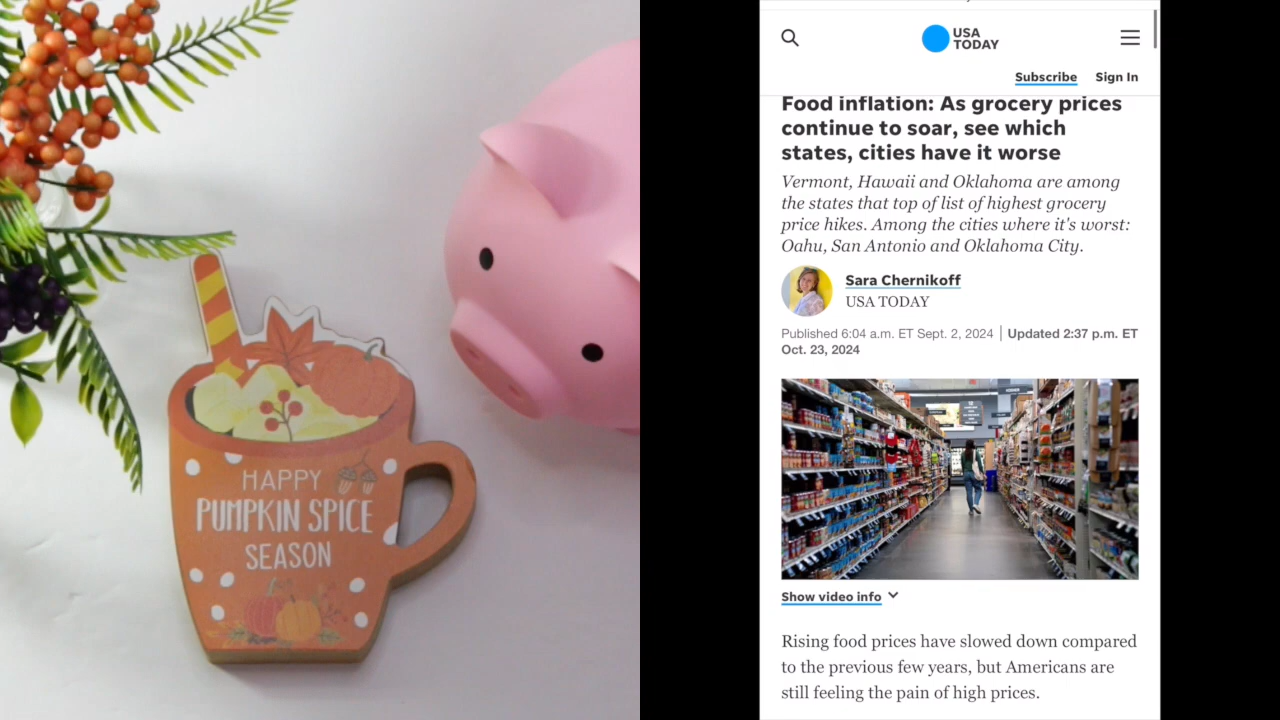 HAPPY
PUMPKIN SPICE
SEASON
USA
TODAY
Subscribe Sign In
Food inflation: As grocery prices
continue to soar, see which
states, cities have it worse
Vermont, Hawaii and Oklahoma are among
the states that top of list of highest grocery
price hikes. Among the cities where it's worst:
Oahu, San Antonio and Oklahoma City.
Sara Chernikoff
USA TODAY
Published 6:04 a.m. ET Sept. 2, 2024 | Updated 2:37 p.m. ET
Oct. 23, 2024
Show video info
Rising food prices have slowed down compared
to the previous few years, but Americans are
still feeling the pain of high prices.